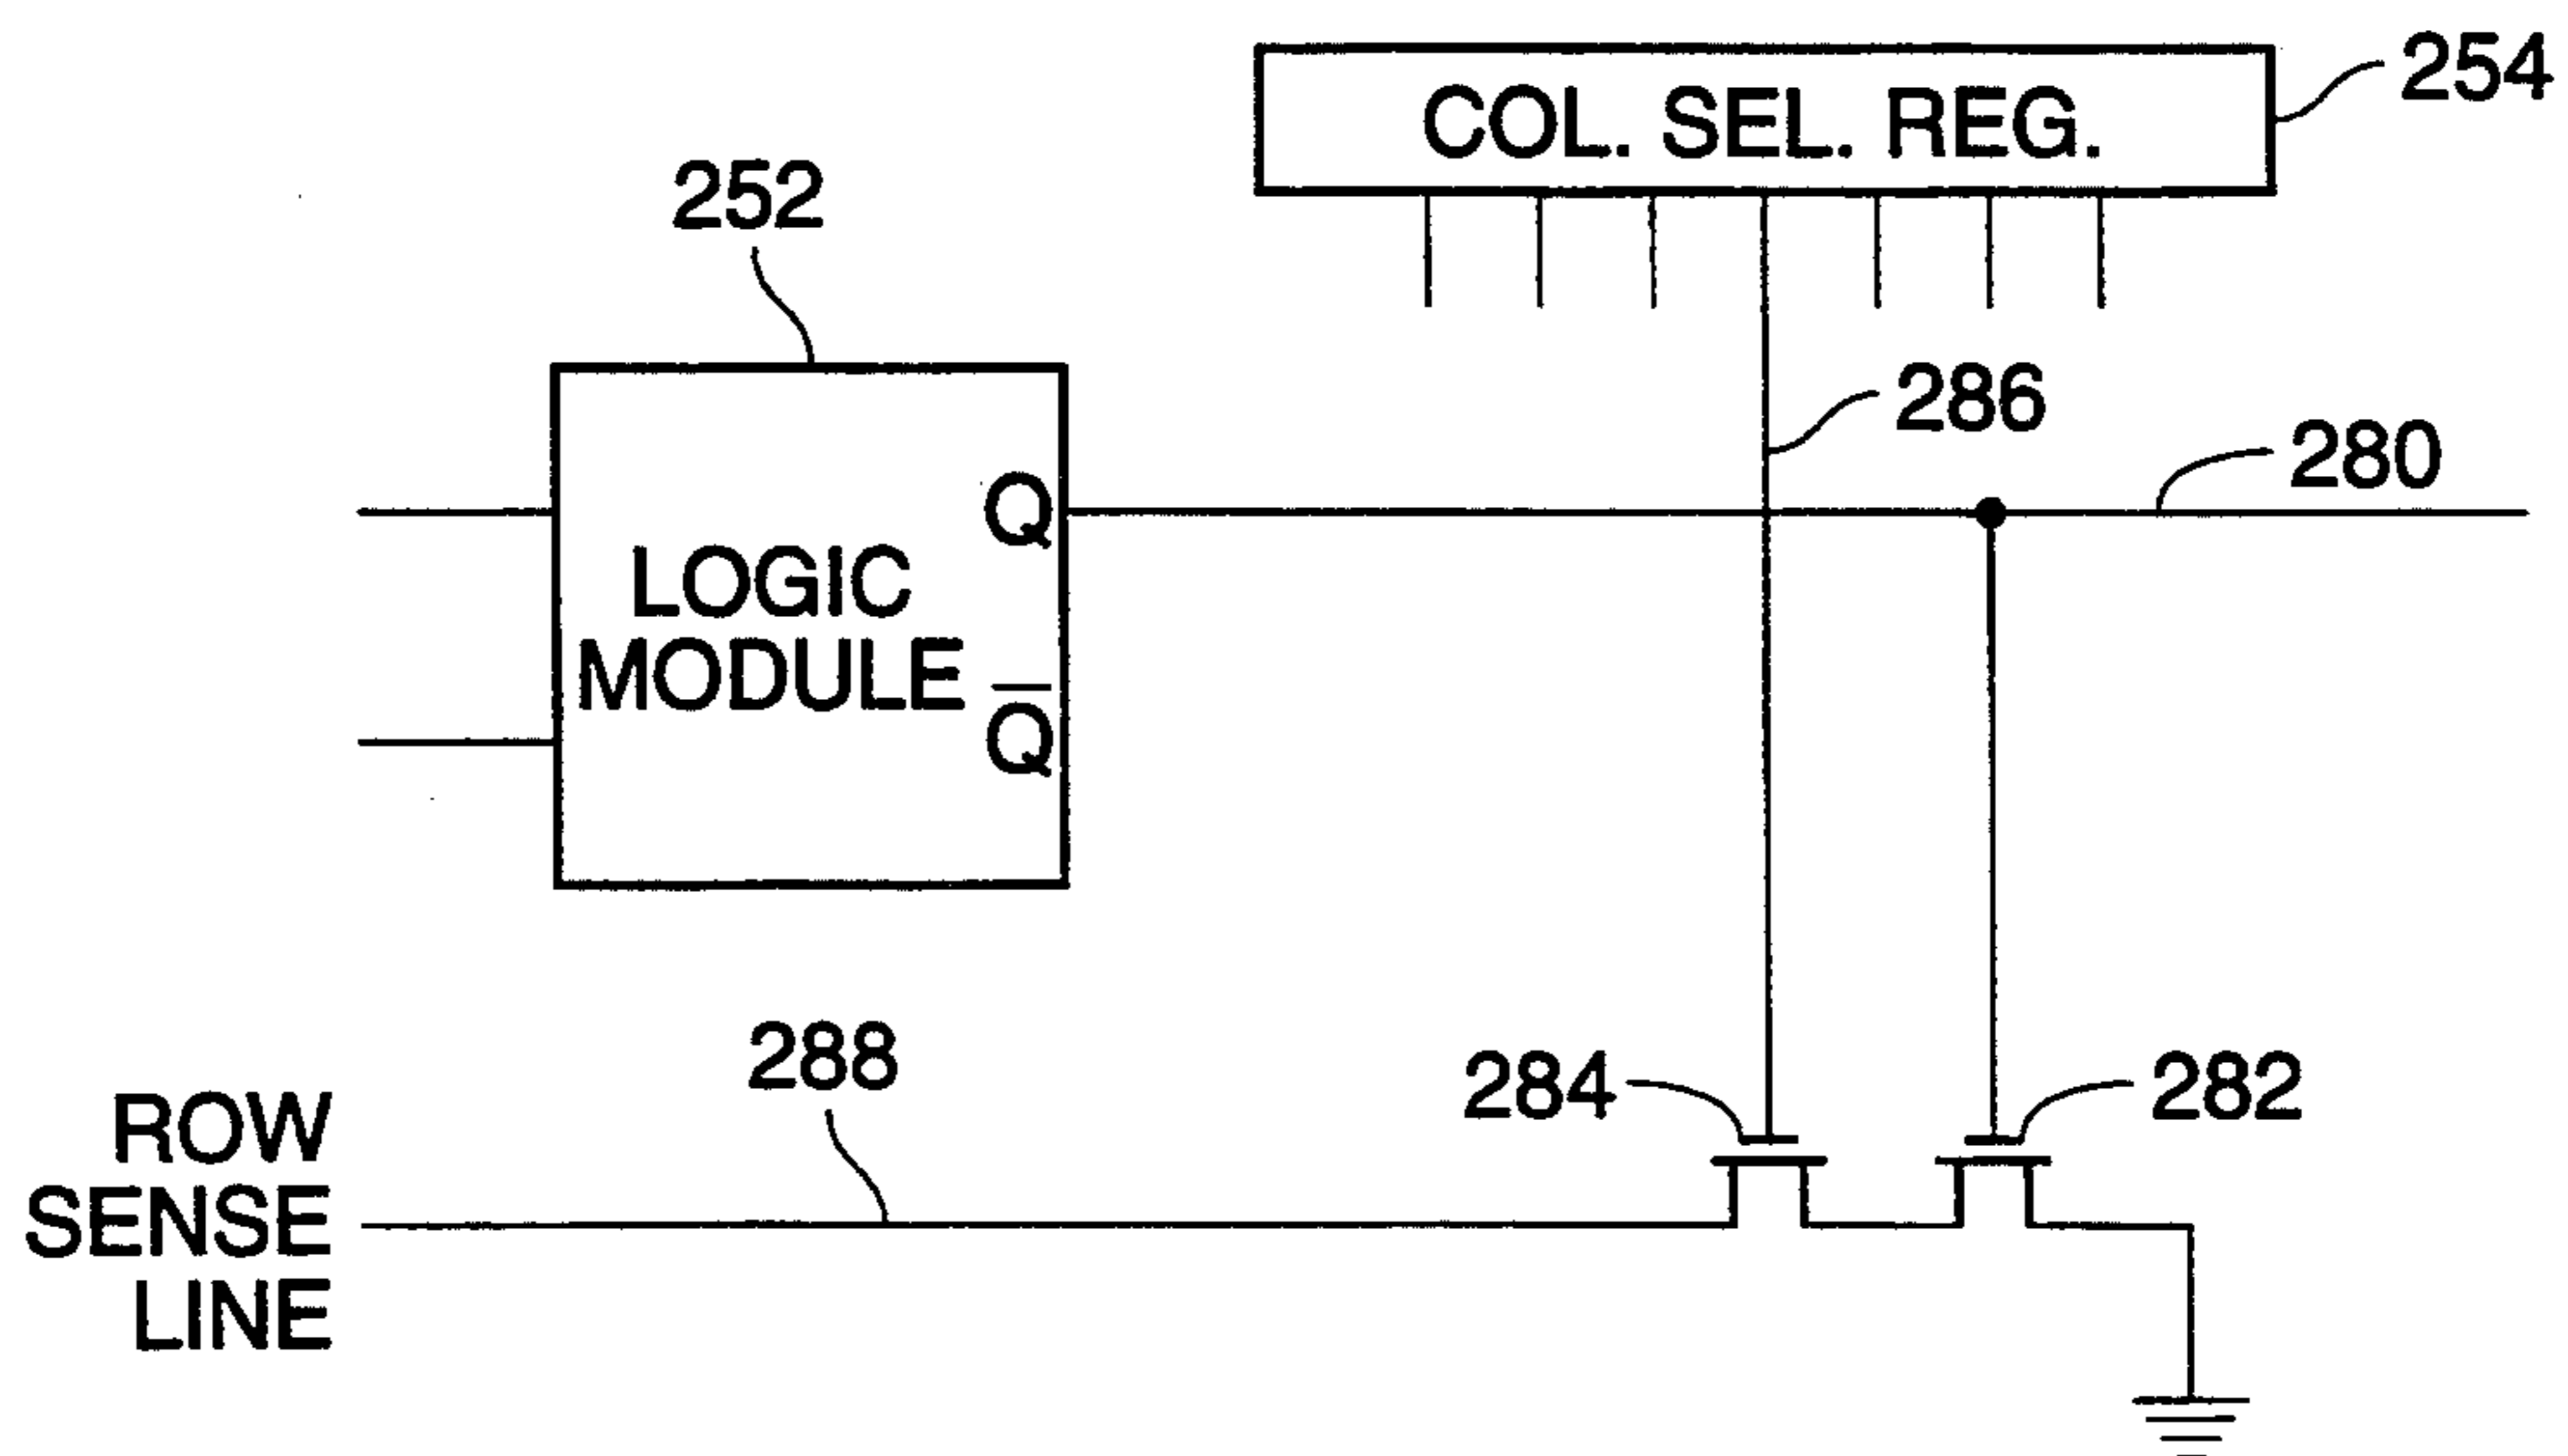 COL. SEL. REG.
254
252
286
280
Q
LOGIC
MODULE
Q̅
288
284
282
ROW
SENSE
LINE